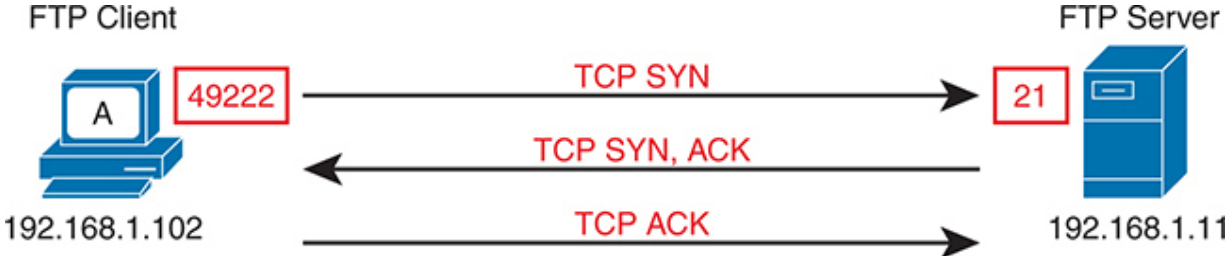 FTP Client
FTP Server
A
49222
TCP SYN
21
TCP SYN, ACK
TCP ACK
192.168.1.102
192.168.1.11